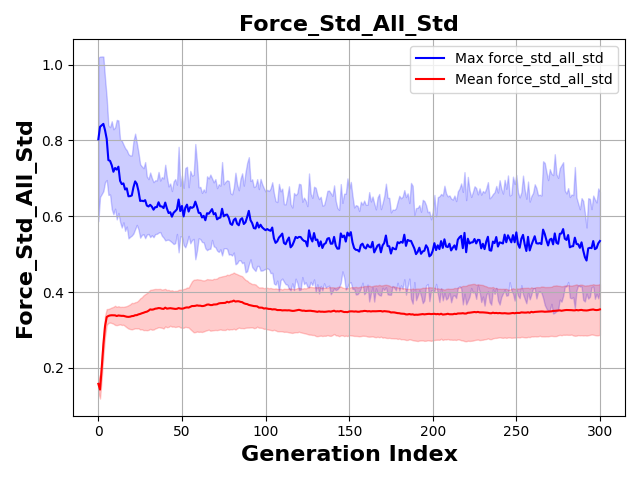 Force_Std_All_Std
Max force_std_all_std
Mean force_std_all_std
Force_Std_All_Std
1.0
0.8
0.6
0.4
0.2
0 50 100 150 200 250 300
Generation Index